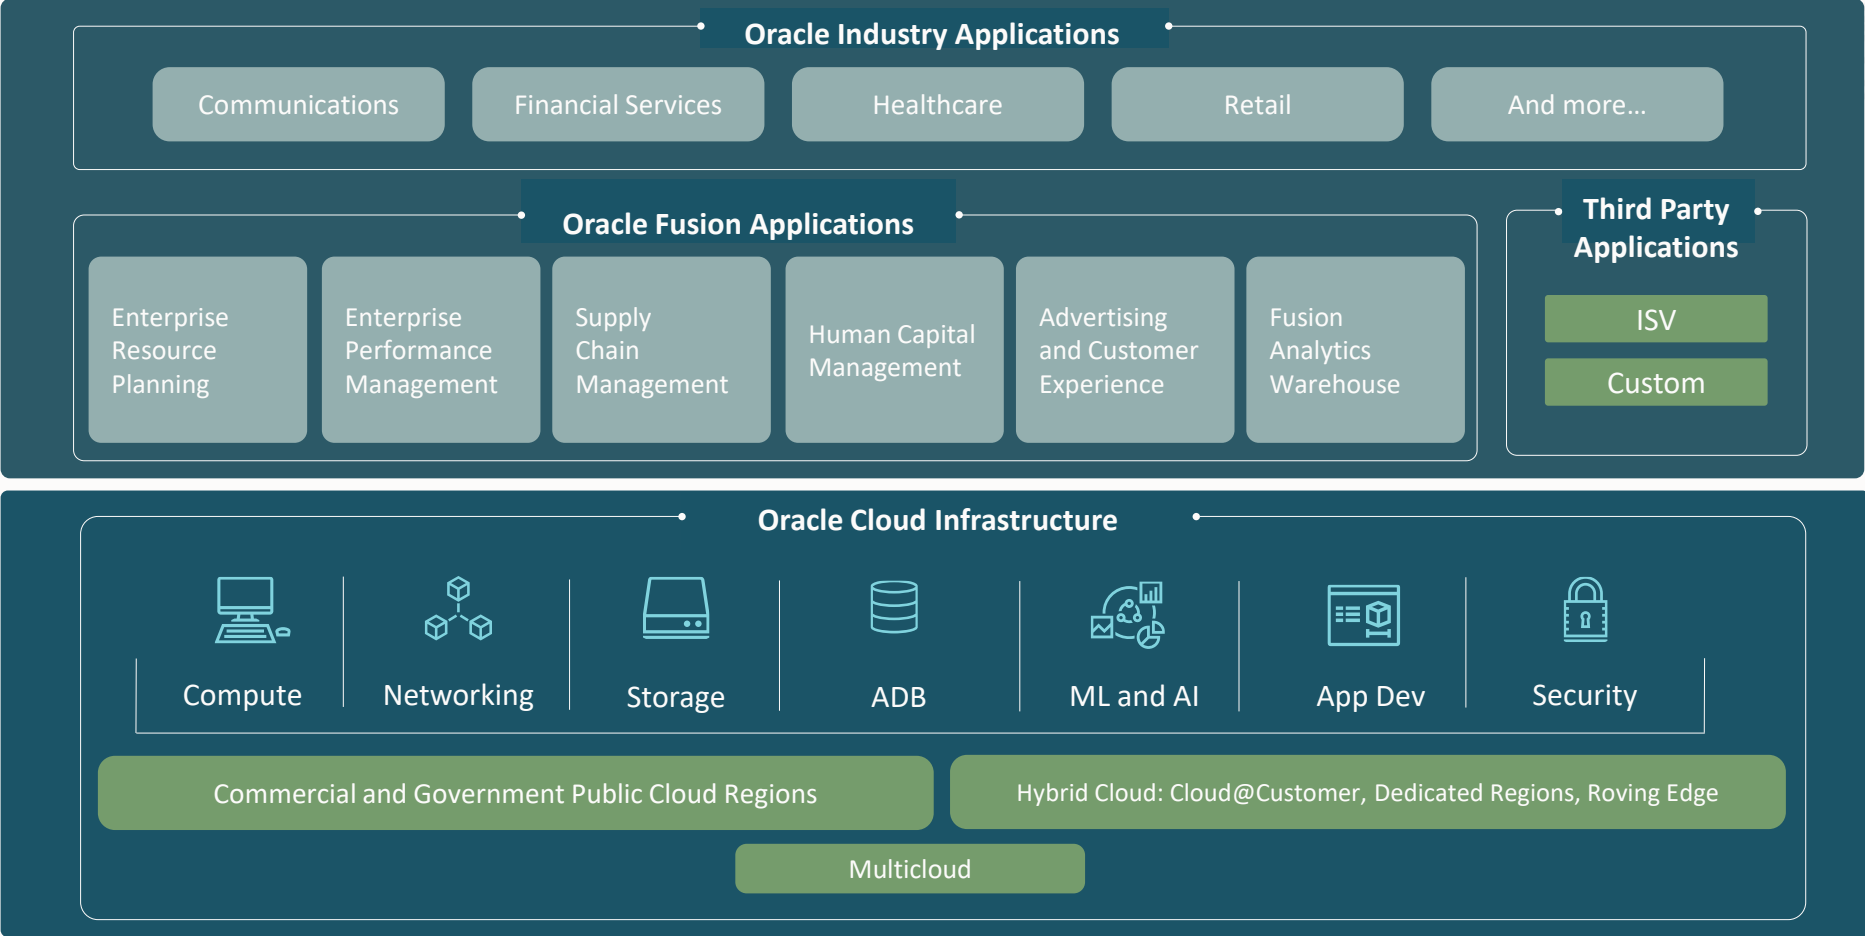 Oracle Industry Applications
Communications
Financial Services
Healthcare
Retail
And more...
Oracle Fusion Applications
Enterprise
Resource
Planning
Enterprise
Performance
Management
Supply
Chain
Management
Human Capital
Management
Advertising
and Customer
Experience
Fusion
Analytics
Warehouse
Third Party
Applications
ISV
Custom
Oracle Cloud Infrastructure
Compute
Networking
Storage
ADB
ML and AI
App Dev
Security
Commercial and Government Public Cloud Regions
Hybrid Cloud: Cloud@Customer, Dedicated Regions, Roving Edge
Multicloud